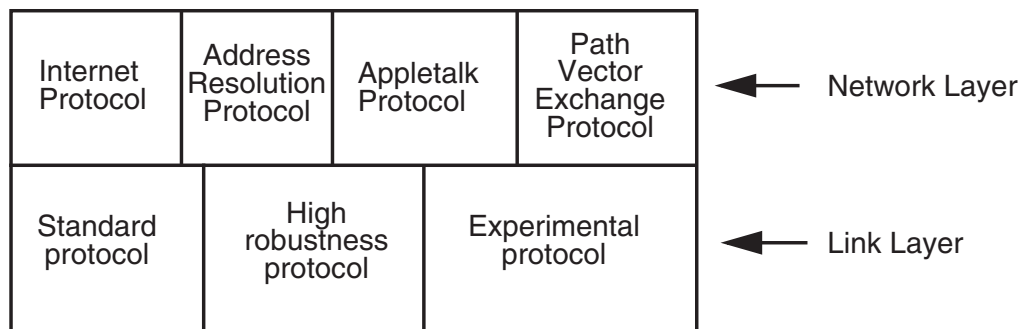 Internet
Protocol
Address
Resolution
Protocol
Appletalk
Protocol
Path
Vector
Exchange
Protocol
Network Layer
Standard
protocol
High
robustness
protocol
Experimental
protocol
Link Layer